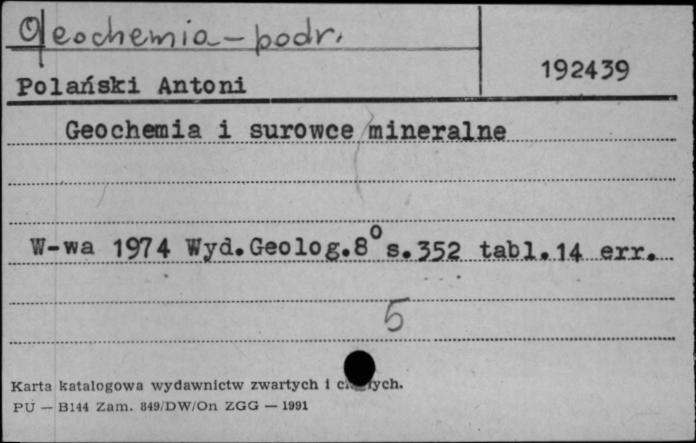 Geochemia - podr.
192439
Polański Antoni
Geochemia i surowce mineralne
W-wa 1974 Wyd.Geolog.8° s.352 tabl.14 err.
5
Karta katalogowa wydawnictw zwartych i
PU — B144 Zam. 849/DW/On ZGG — 1991